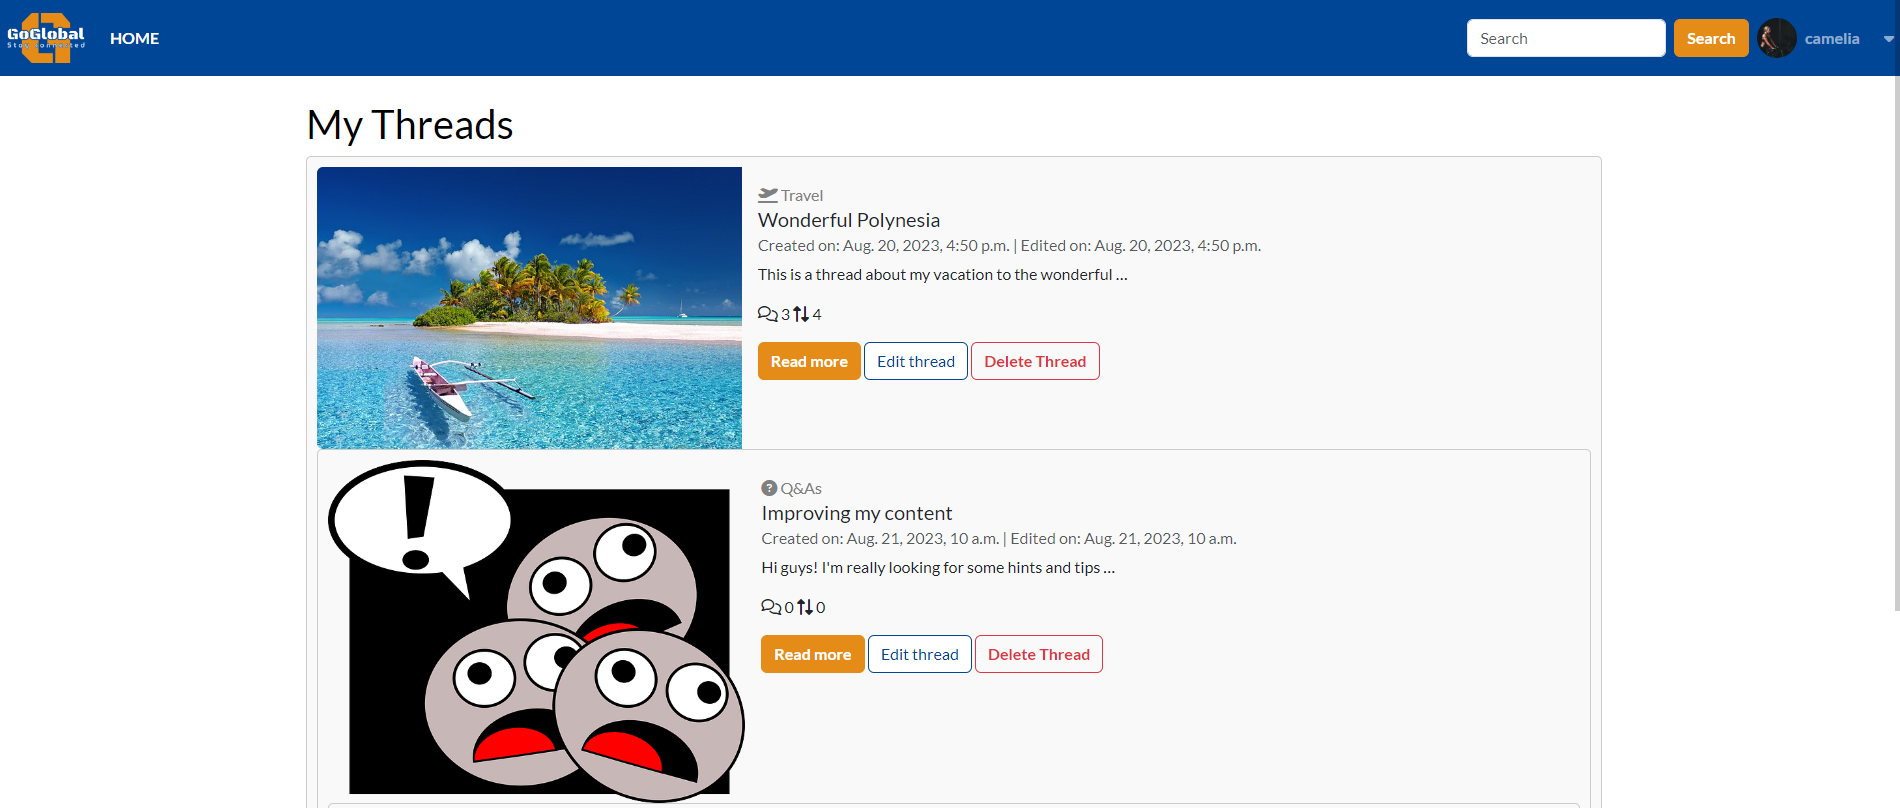 GoGlobal
Stay connected
HOME
Search
Search
camelia
My Threads
Travel
Wonderful Polynesia
Created on: Aug. 20, 2023, 4:50 p.m. | Edited on: Aug. 20, 2023, 4:50 p.m.
This is a thread about my vacation to the wonderful …
3 4
Read more Edit thread Delete Thread
!
Q&As
Improving my content
Created on: Aug. 21, 2023, 10 a.m. | Edited on: Aug. 21, 2023, 10 a.m.
Hi guys! I'm really looking for some hints and tips …
0 0
Read more Edit thread Delete Thread